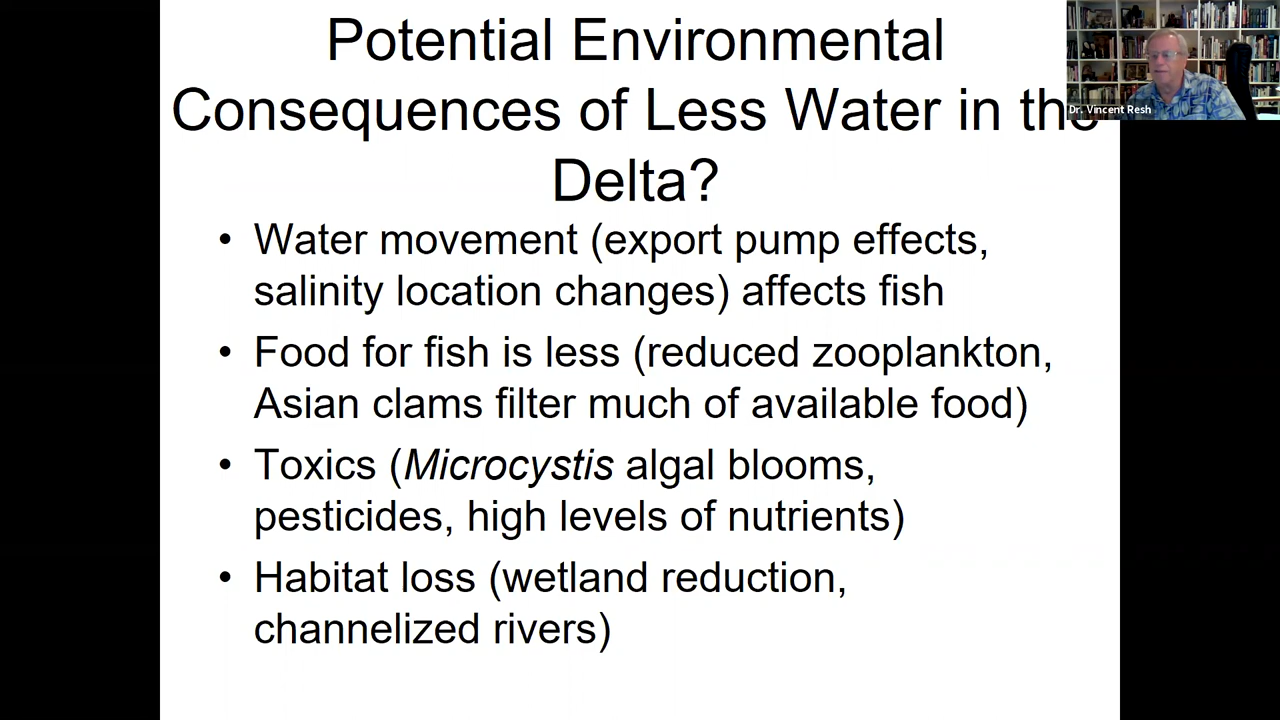 Potential Environmental
Consequences of Less Water in the
Delta?
Dr. Vincent Resh
• Water movement (export pump effects,
salinity location changes) affects fish
• Food for fish is less (reduced zooplankton,
Asian clams filter much of available food)
• Toxics (Microcystis algal blooms,
pesticides, high levels of nutrients)
• Habitat loss (wetland reduction,
channelized rivers)